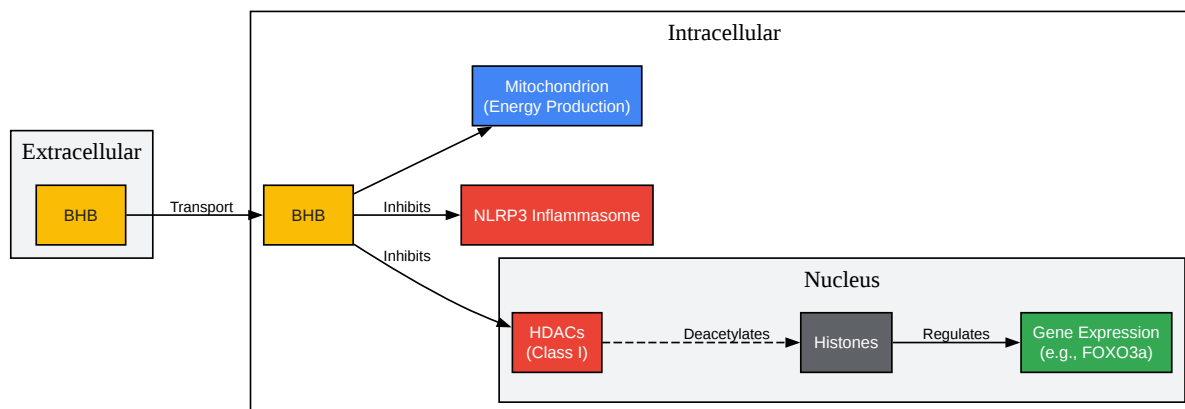 Intracellular
Mitochondrion
(Energy Production)
Extracellular
BHB
Transport
BHB
Inhibits
NLRP3 Inflammasome
Inhibits
Nucleus
HDACs
(Class I)
Deacetylates
Histones
Regulates
Gene Expression
(e.g., FOXO3a)